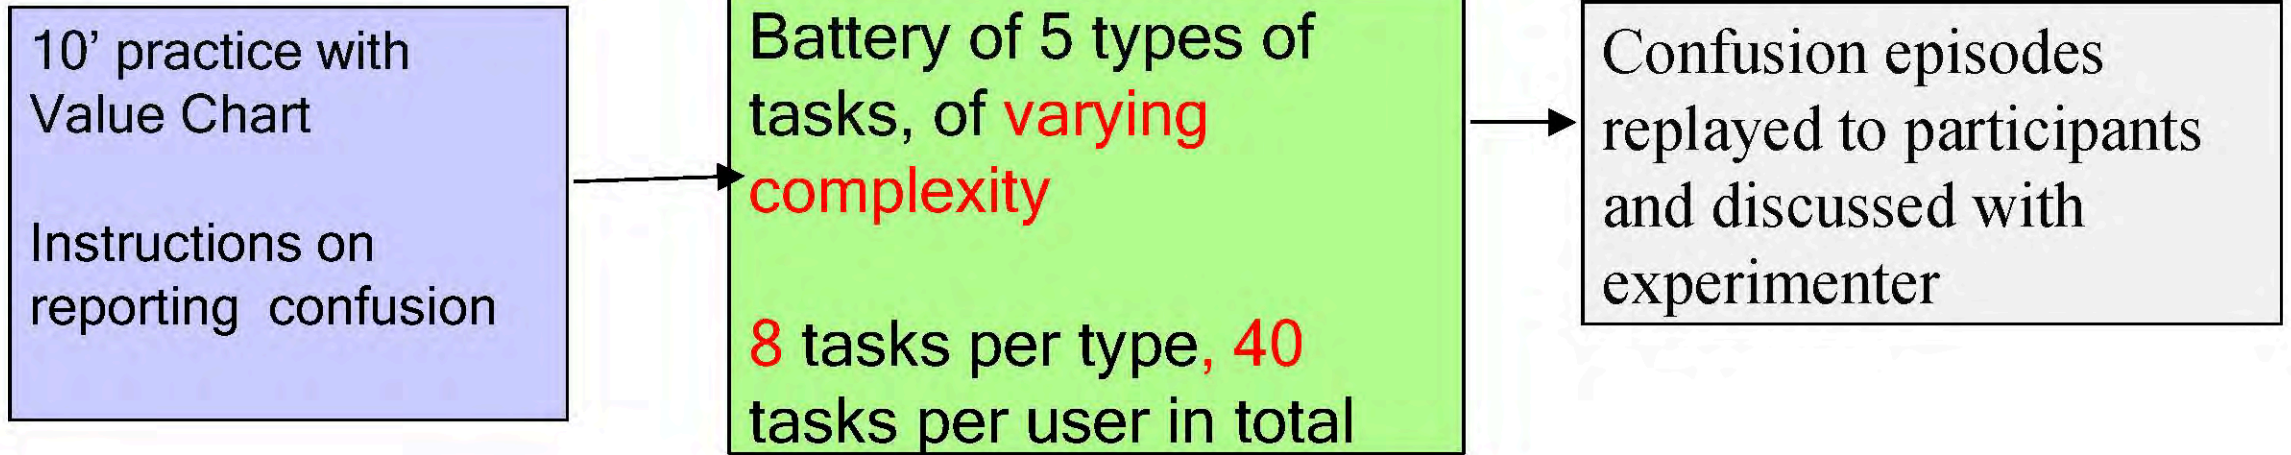 10’ practice with
Value Chart
Instructions on
reporting confusion
Battery of 5 types of
tasks, of varying
complexity
8 tasks per type, 40
tasks per user in total
Confusion episodes
replayed to participants
and discussed with
experimenter